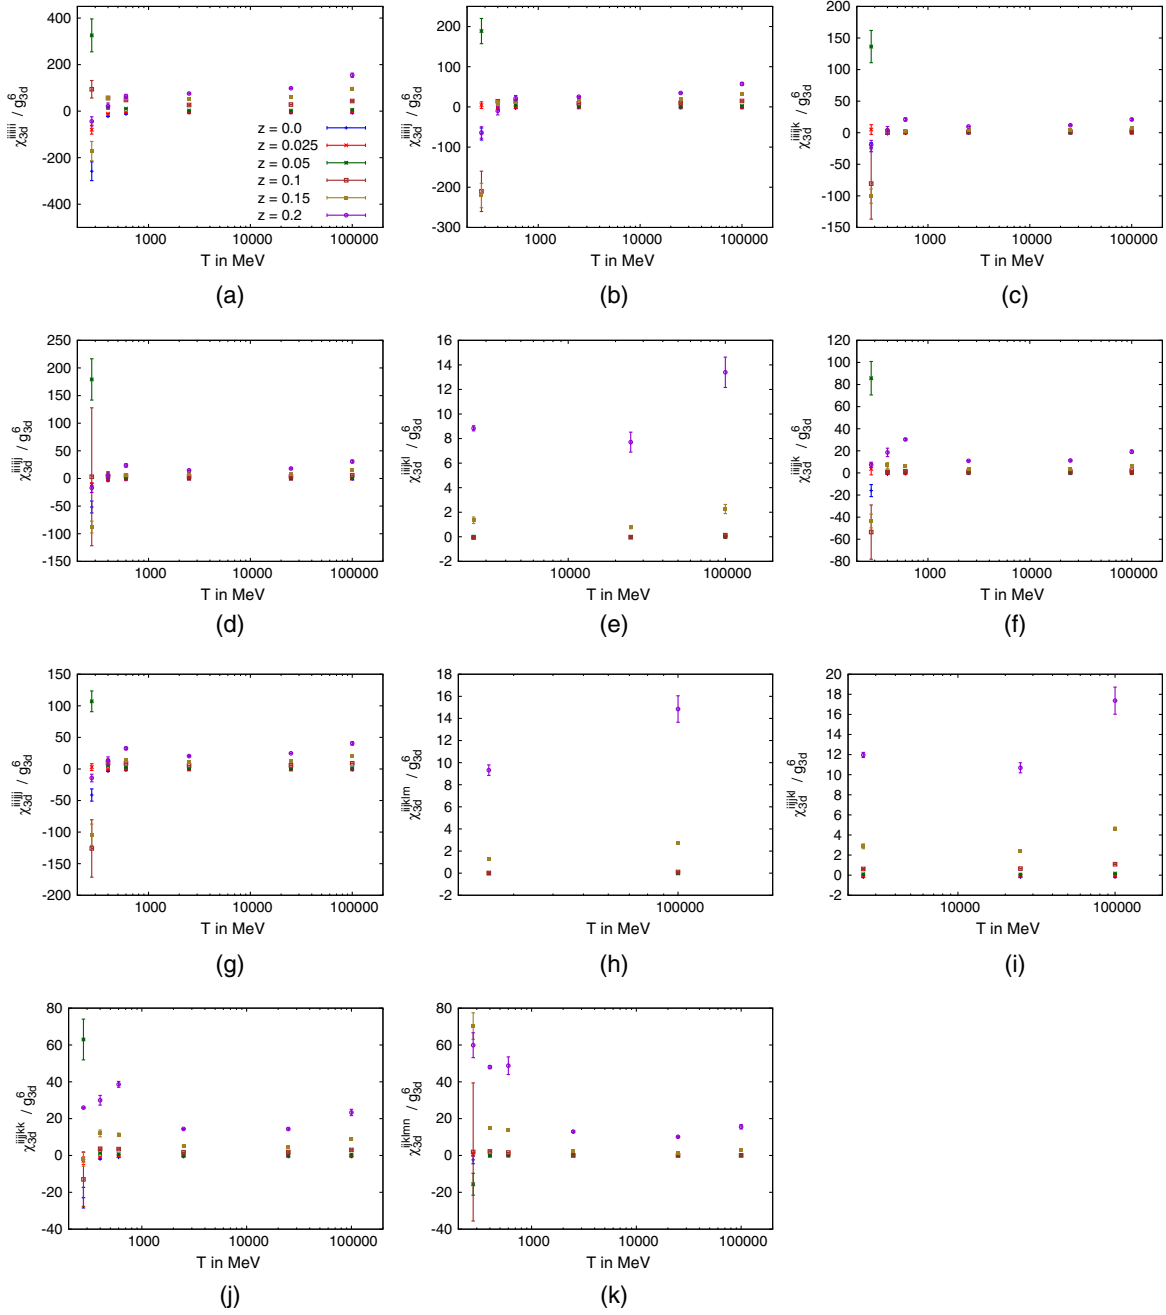 χ3d^iiiiii / g3d^6
400
200
0
-200
-400
z = 0.0
z = 0.025
z = 0.05
z = 0.1
z = 0.15
z = 0.2
1000 10000 100000
T in MeV
(a)
χ3d^iiiiij / g3d^6
200
100
0
-100
-200
-300
1000 10000 100000
T in MeV
(b)
χ3d^iiiijk / g3d^6
200
150
100
50
0
-50
-100
-150
1000 10000 100000
T in MeV
(c)
χ3d^iiiijj / g3d^6
250
200
150
100
50
0
-50
-100
-150
1000 10000 100000
T in MeV
(d)
χ3d^iiijkl / g3d^6
16
14
12
10
8
6
4
2
0
-2
10000 100000
T in MeV
(e)
χ3d^iiijjk / g3d^6
120
100
80
60
40
20
0
-20
-40
-60
-80
1000 10000 100000
T in MeV
(f)
χ3d^iiijjj / g3d^6
150
100
50
0
-50
-100
-150
-200
1000 10000 100000
T in MeV
(g)
χ3d^iijklm / g3d^6
18
16
14
12
10
8
6
4
2
0
-2
100000
T in MeV
(h)
χ3d^iijjkl / g3d^6
20
18
16
14
12
10
8
6
4
2
0
-2
10000 100000
T in MeV
(i)
χ3d^iijjkk / g3d^6
80
60
40
20
0
-20
-40
1000 10000 100000
T in MeV
(j)
χ3d^ijklmn / g3d^6
80
60
40
20
0
-20
-40
1000 10000 100000
T in MeV
(k)